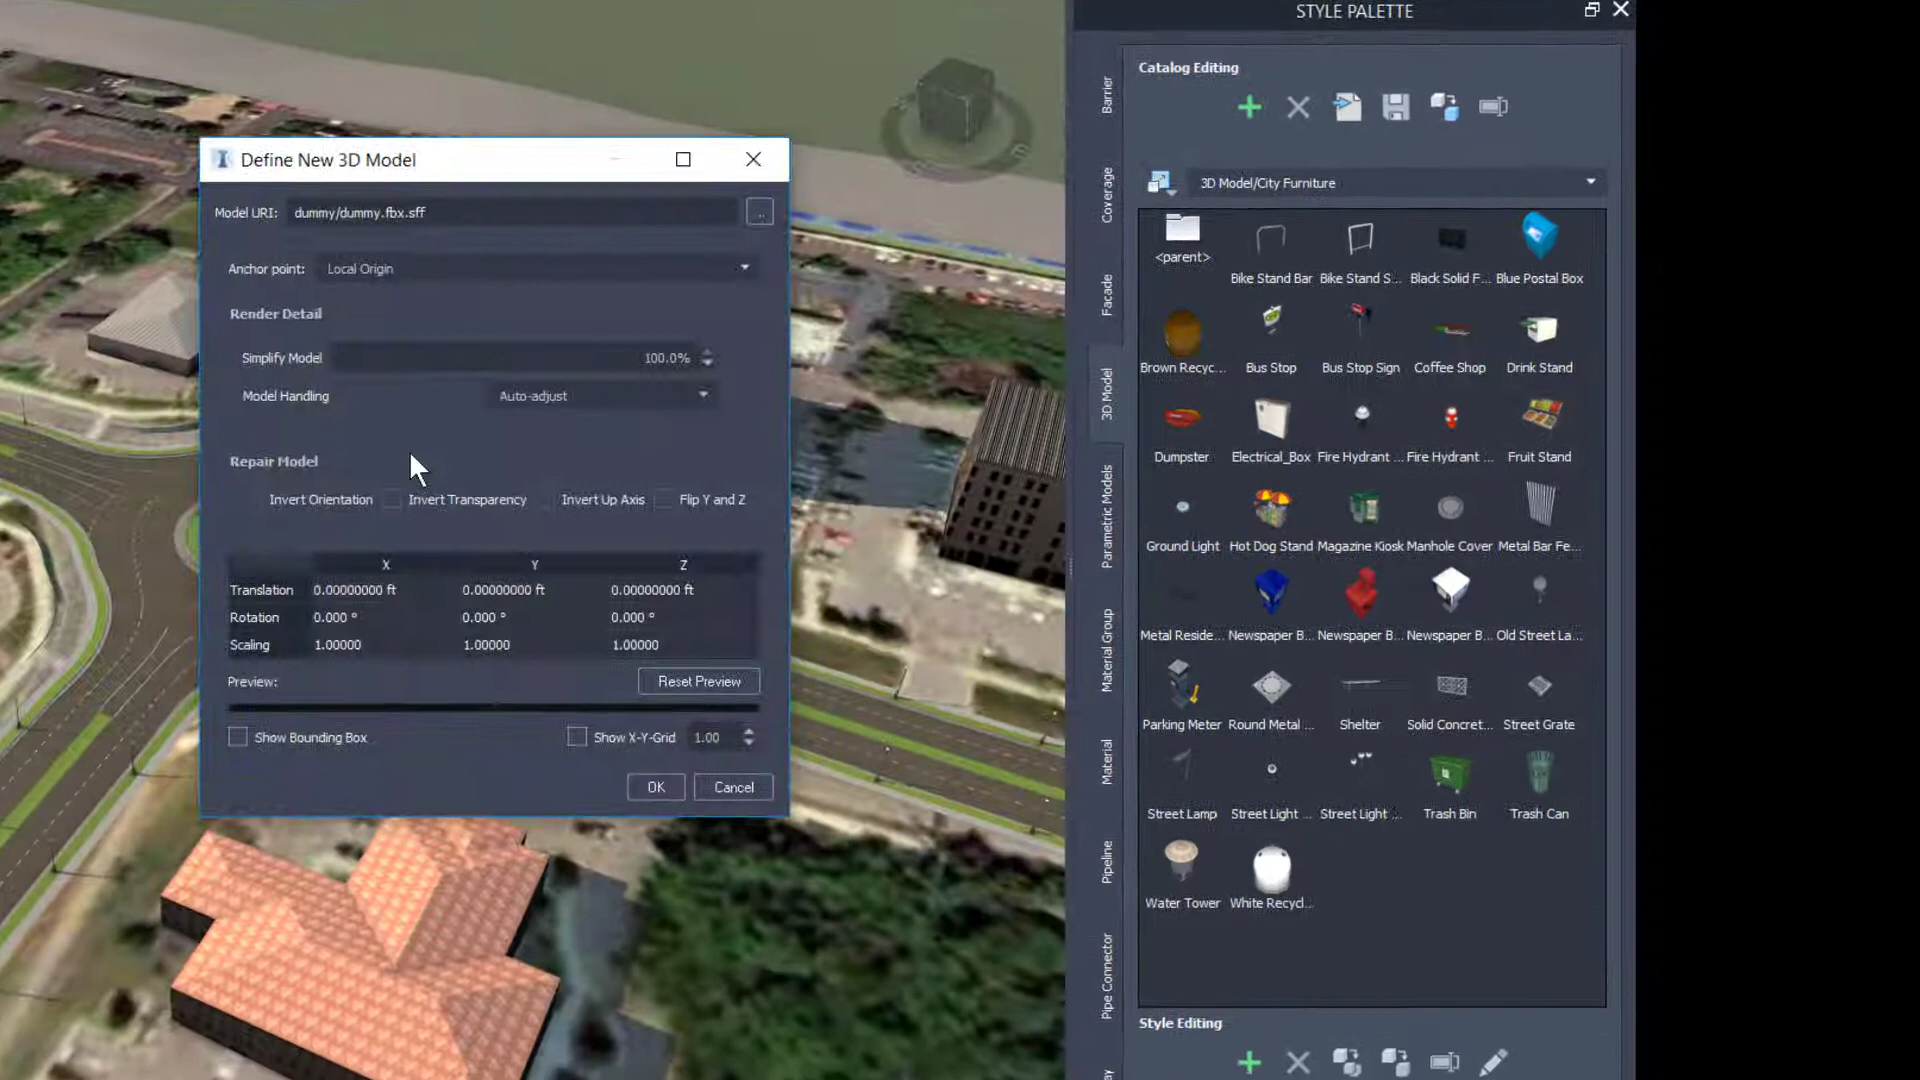 STYLE PALETTE
Catalog Editing
3D Model/City Furniture
Barrier
Coverage
Facade
3D Model
Parametric Models
Material Group
Material
Pipeline
Pipe Connector
<parent> Bike Stand Bar Bike Stand S... Black Solid F... Blue Postal Box
Brown Recyc... Bus Stop Bus Stop Sign Coffee Shop Drink Stand
Dumpster Electrical_Box Fire Hydrant ... Fire Hydrant ... Fruit Stand
Ground Light Hot Dog Stand Magazine Kiosk Manhole Cover Metal Bar Fe...
Metal Reside... Newspaper B... Newspaper B... Newspaper B... Old Street La...
Parking Meter Round Metal ... Shelter Solid Concret... Street Grate
Street Lamp Street Light ... Street Light ... Trash Bin Trash Can
Water Tower White Recycl...
Style Editing
Define New 3D Model
Model URI: dummy/dummy.fbx.sff ..
Anchor point: Local Origin
Render Detail
Simplify Model 100.0%
Model Handling Auto-adjust
Repair Model
Invert Orientation Invert Transparency Invert Up Axis Flip Y and Z
X Y Z
Translation 0.00000000 ft 0.00000000 ft 0.00000000 ft
Rotation 0.000 ° 0.000 ° 0.000 °
Scaling 1.00000 1.00000 1.00000
Preview: Reset Preview
Show Bounding Box Show X-Y-Grid 1.00
OK Cancel